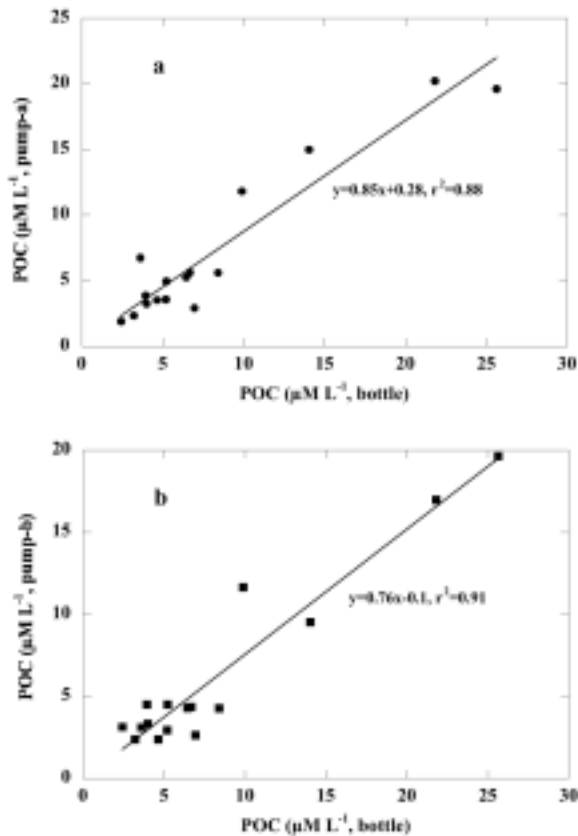 25
20
15
10
5
0
POC (µM L⁻¹, pump-a)
a
y=0.85x+0.28, r²=0.88
0 5 10 15 20 25 30
POC (µM L⁻¹, bottle)
20
15
10
5
0
POC (µM L⁻¹, pump-b)
b
y=0.76x-0.1, r²=0.91
0 5 10 15 20 25 30
POC (µM L⁻¹, bottle)